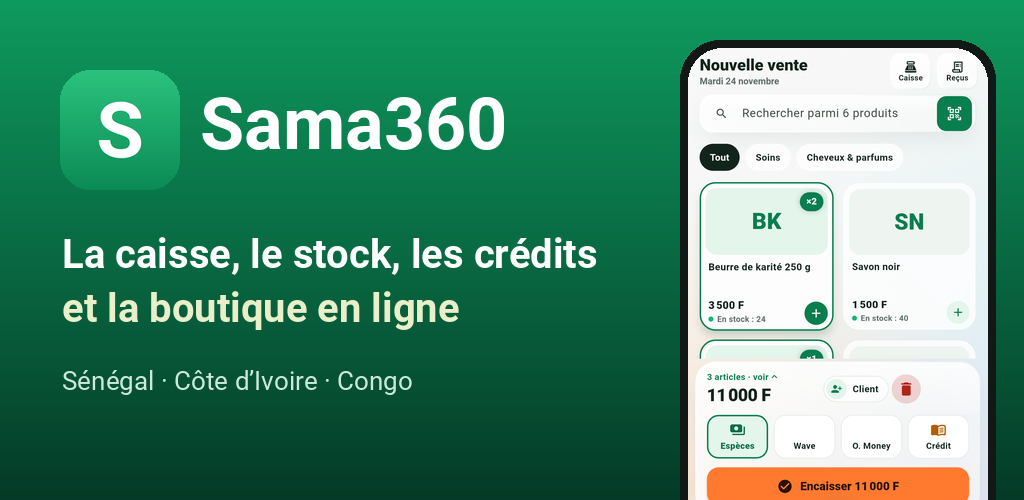 S
Sama360
La caisse, le stock, les crédits
et la boutique en ligne
Sénégal · Côte d’Ivoire · Congo
Nouvelle vente
Mardi 24 novembre
Caisse
Reçus
Rechercher parmi 6 produits
Tout
Soins
Cheveux & parfums
×2
BK
Beurre de karité 250 g
3 500 F
En stock : 24
+
SN
Savon noir
1 500 F
En stock : 40
+
×1
3 articles · voir
11 000 F
Client
Espèces
Wave
O. Money
Crédit
Encaisser 11 000 F